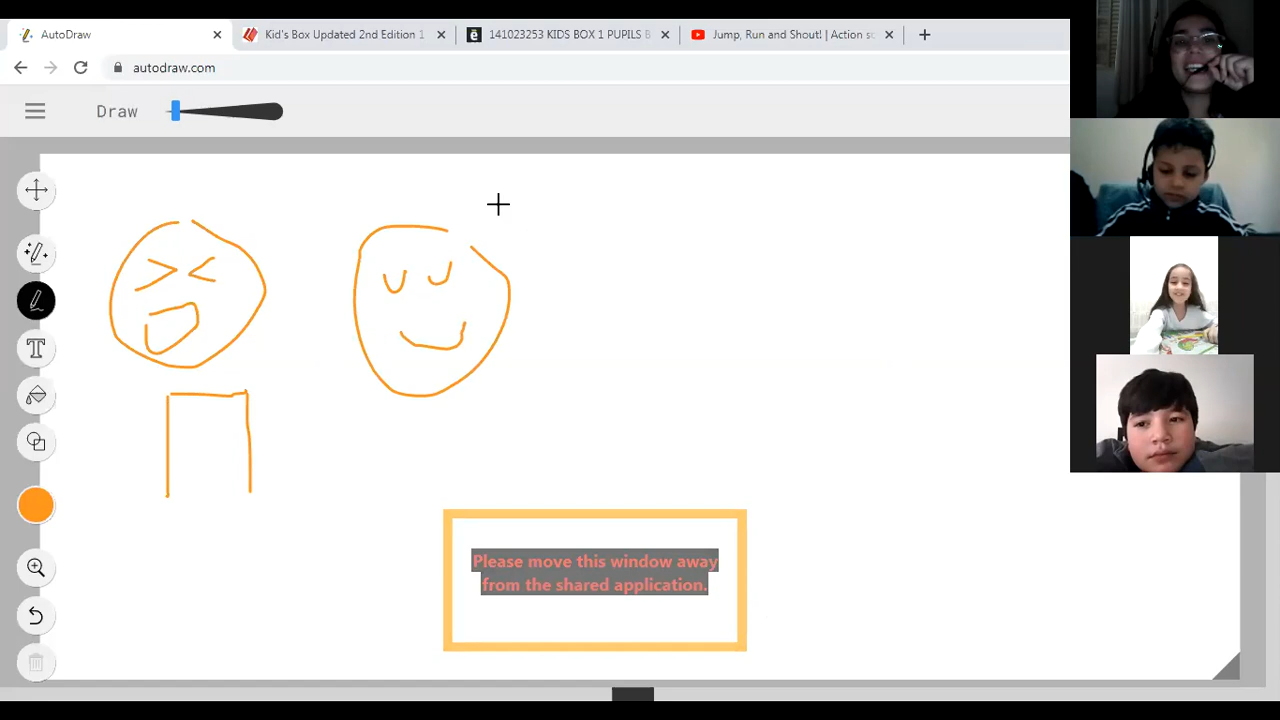 AutoDraw
Kid's Box Updated 2nd Edition 1
141023253 KIDS BOX 1 PUPILS B
Jump, Run and Shout! | Action so
autodraw.com
Draw
T
Please move this window away
from the shared application.